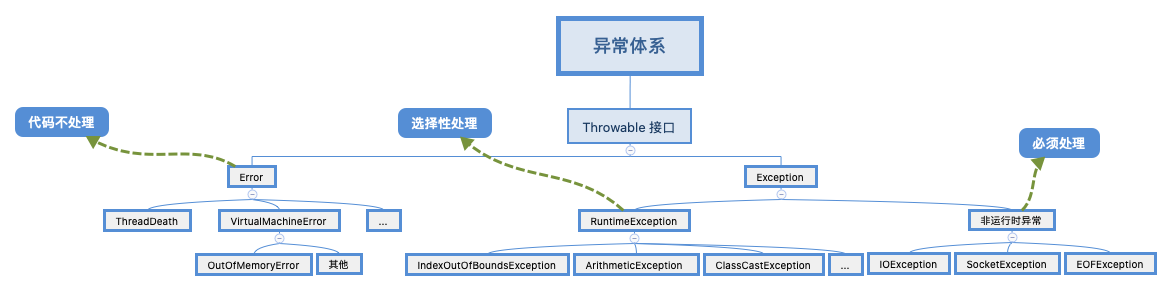 异常体系
代码不处理
选择性处理
Throwable 接口
必须处理
Error
Exception
ThreadDeath
VirtualMachineError
...
RuntimeException
非运行时异常
OutOfMemoryError
其他
IndexOutOfBoundsException
ArithmeticException
ClassCastException
...
IOException
SocketException
EOFException